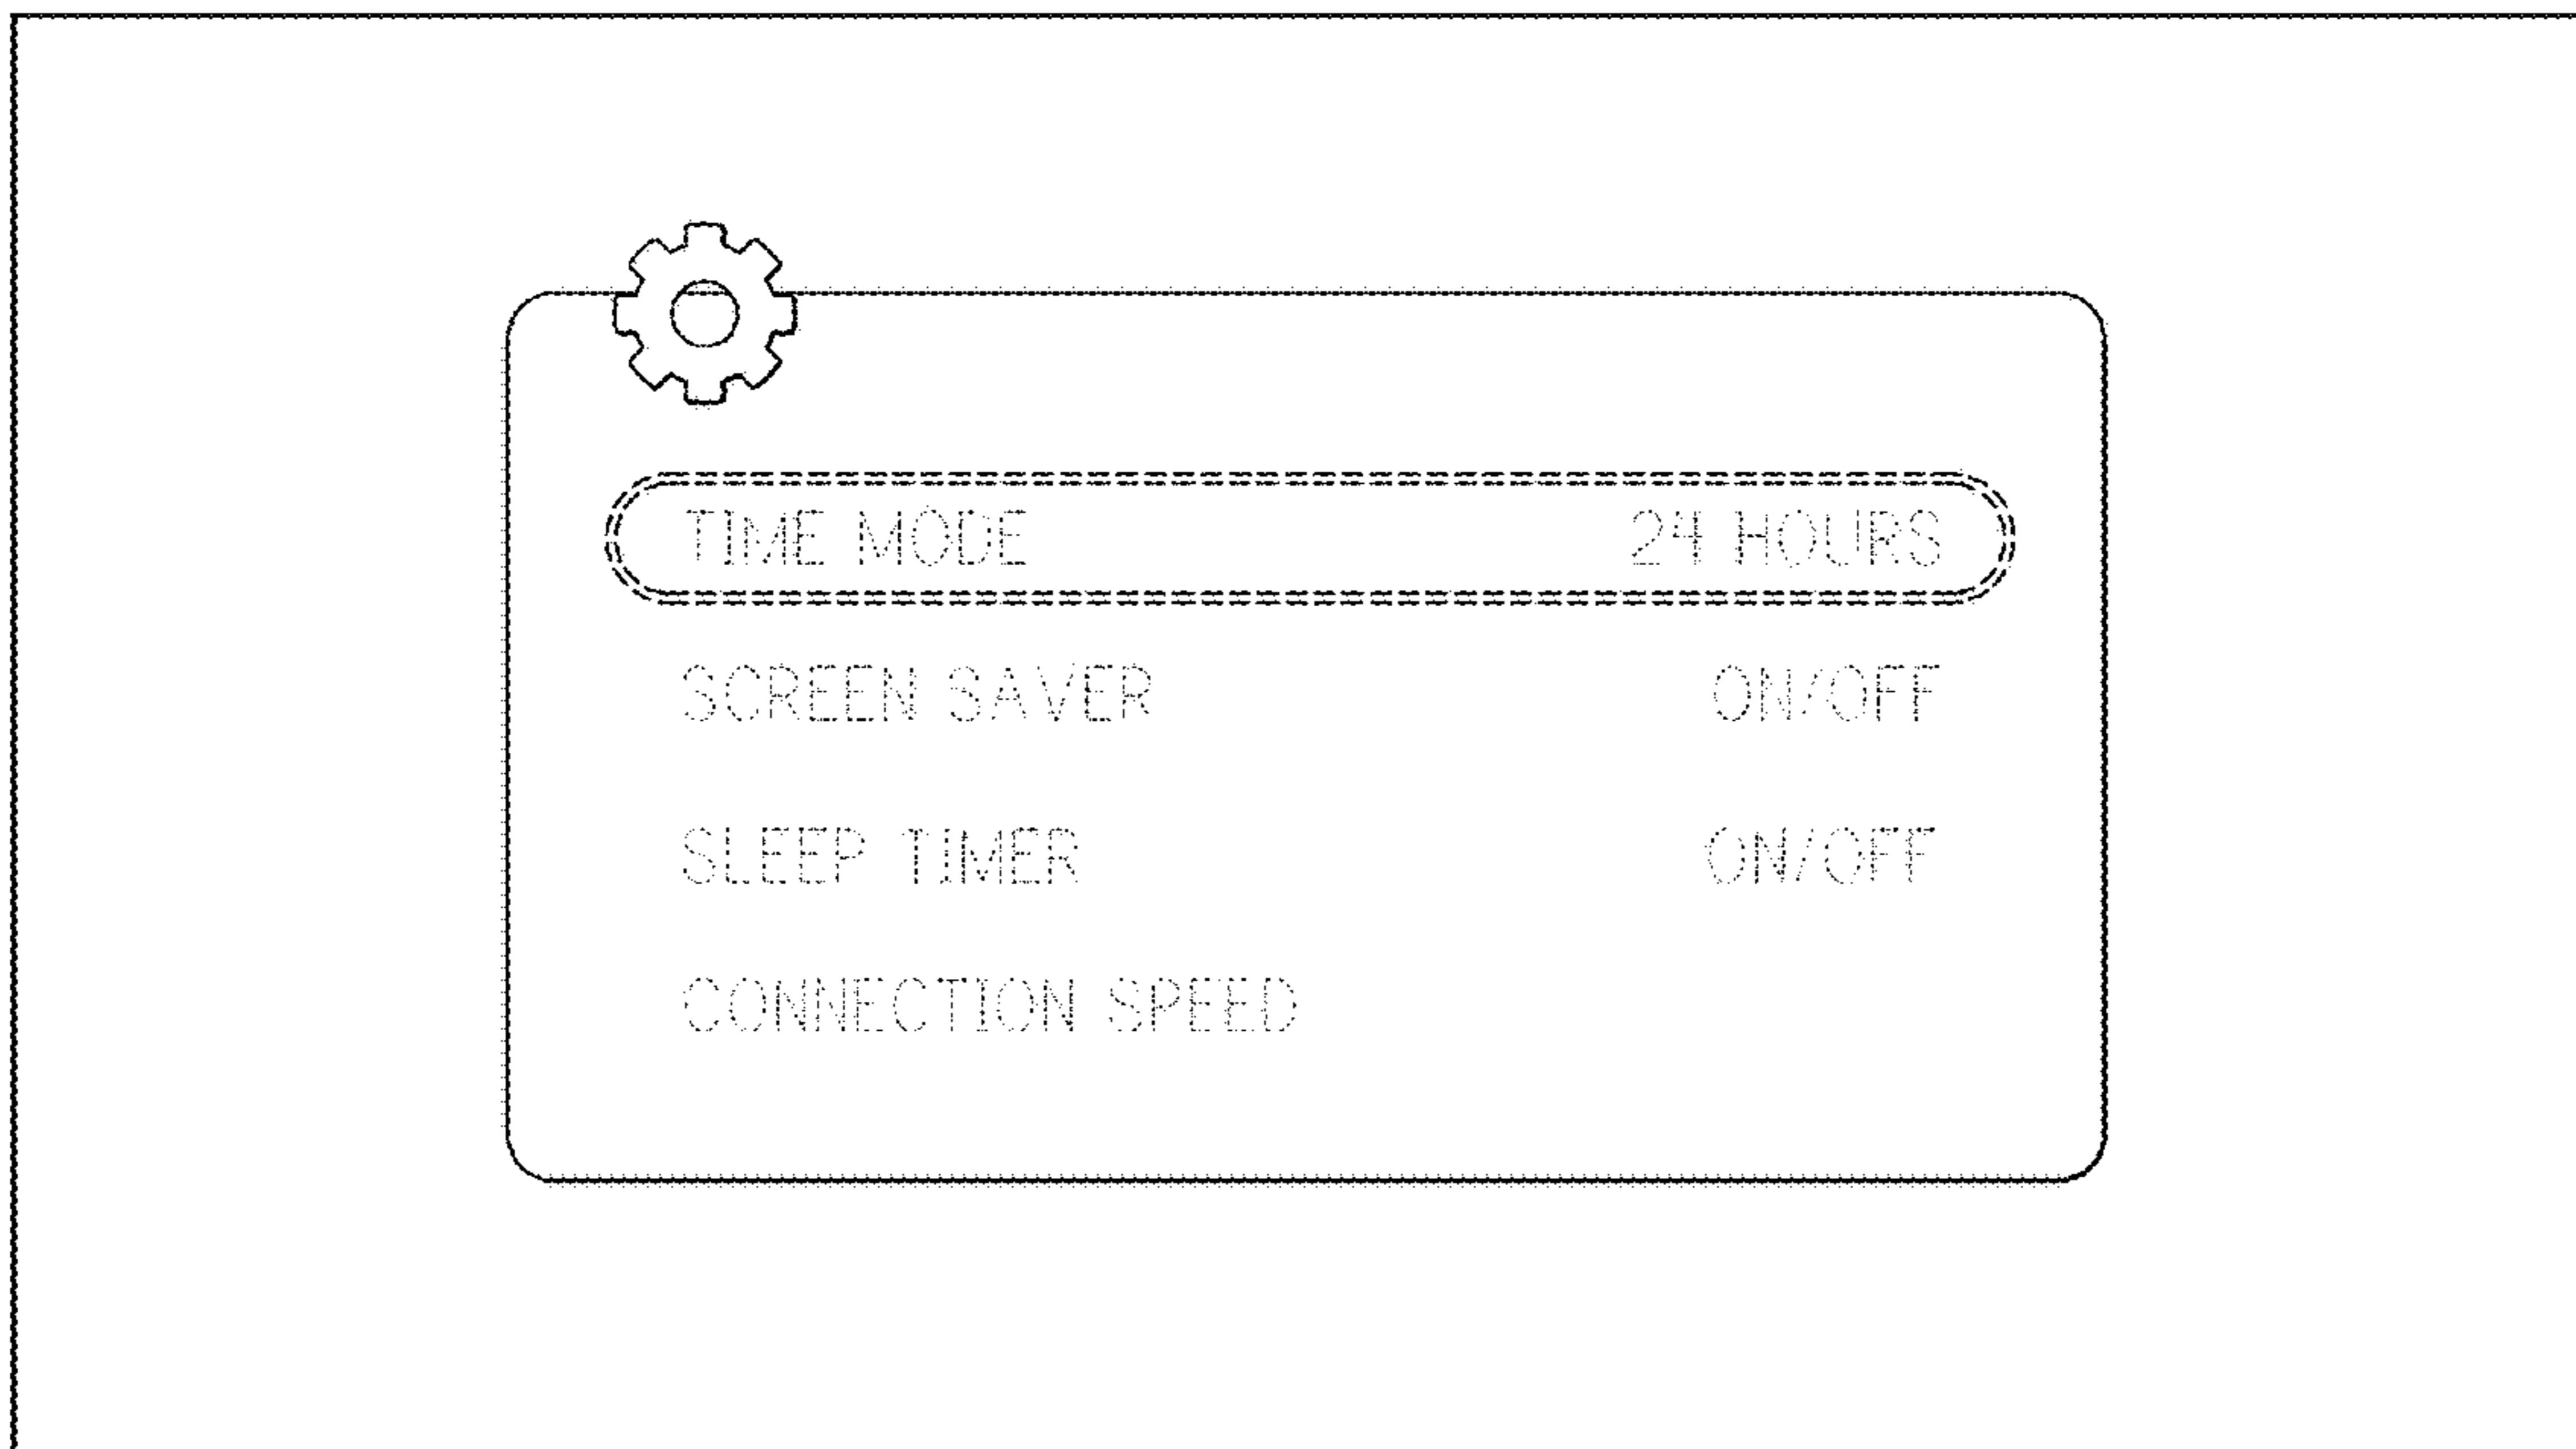 TIME MODE 24 HOURS
SCREEN SAVER ON/OFF
SLEEP TIMER ON/OFF
CONNECTION SPEED